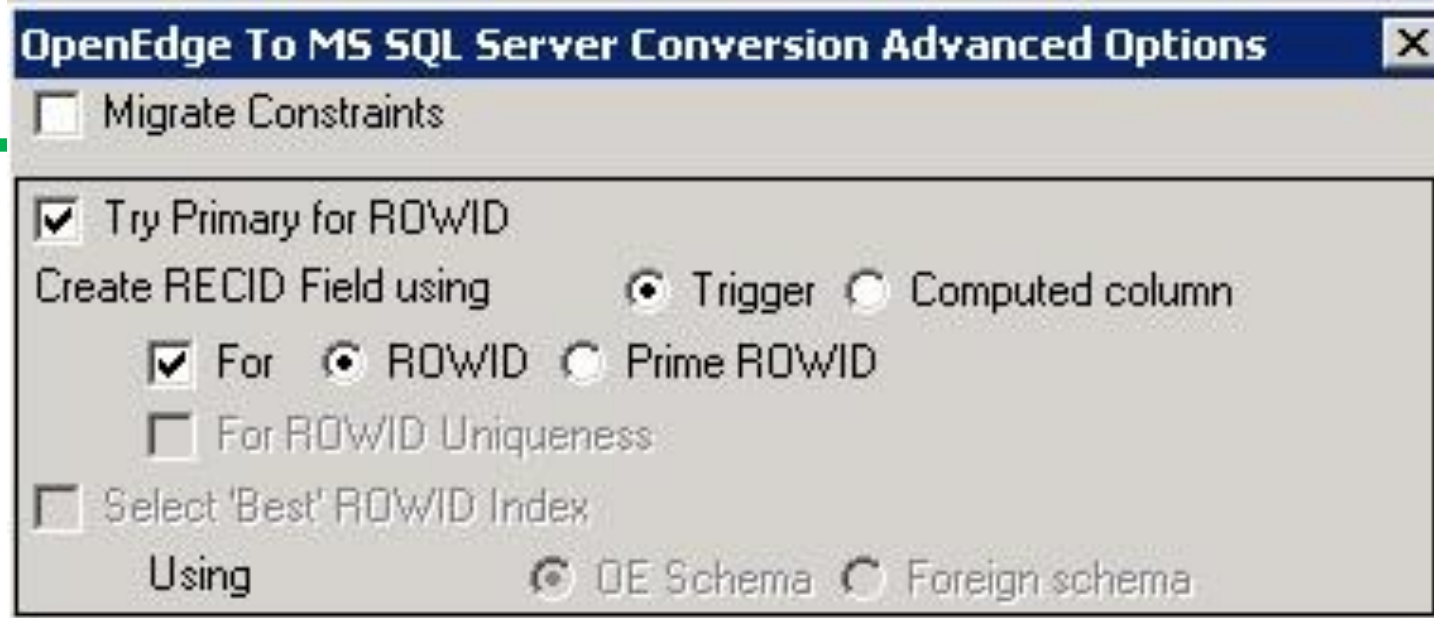 OpenEdge To MS SQL Server Conversion Advanced Options
Migrate Constraints
Try Primary for ROWID
Create RECID Field using Trigger Computed column
For ROWID Prime ROWID
For ROWID Uniqueness
Select 'Best' ROWID Index
Using OE Schema Foreign schema